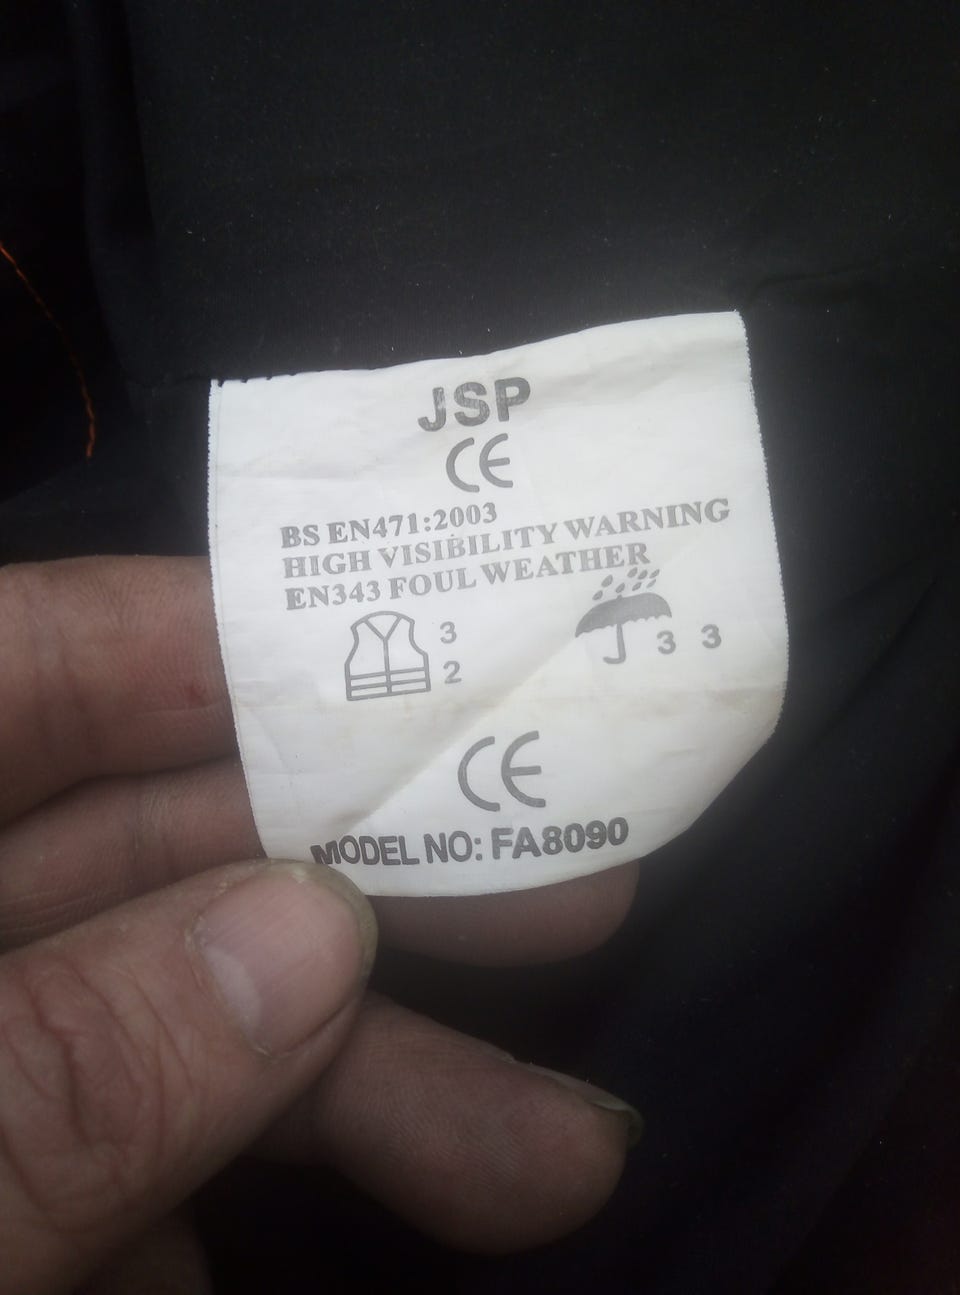 JSP
CE
BS EN471:2003
HIGH VISIBILITY WARNING
EN343 FOUL WEATHER
3
2
3 3
CE
MODEL NO: FA8090